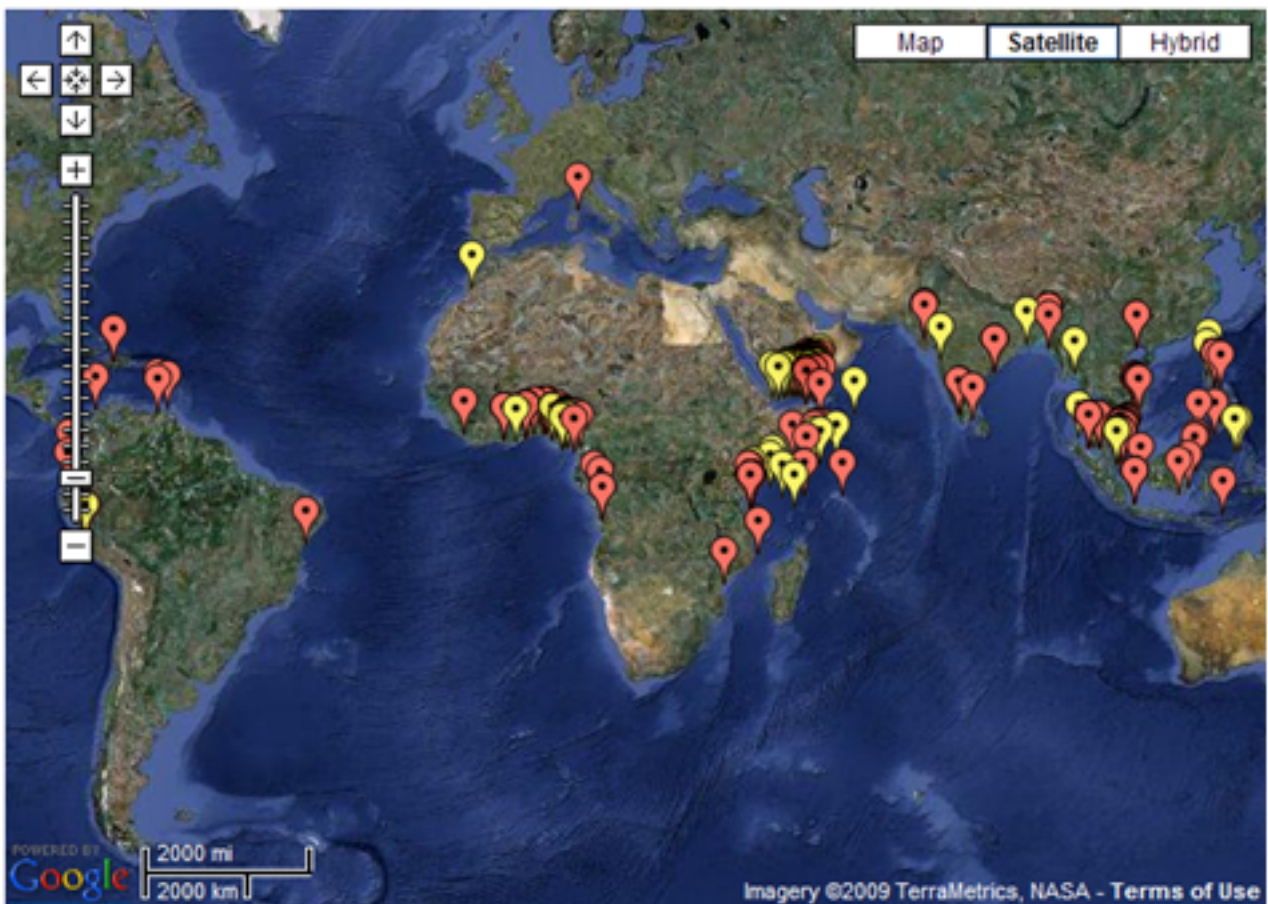 Map Satellite Hybrid
POWERED BY
Google
2000 mi
2000 km
Imagery ©2009 TerraMetrics, NASA - Terms of Use